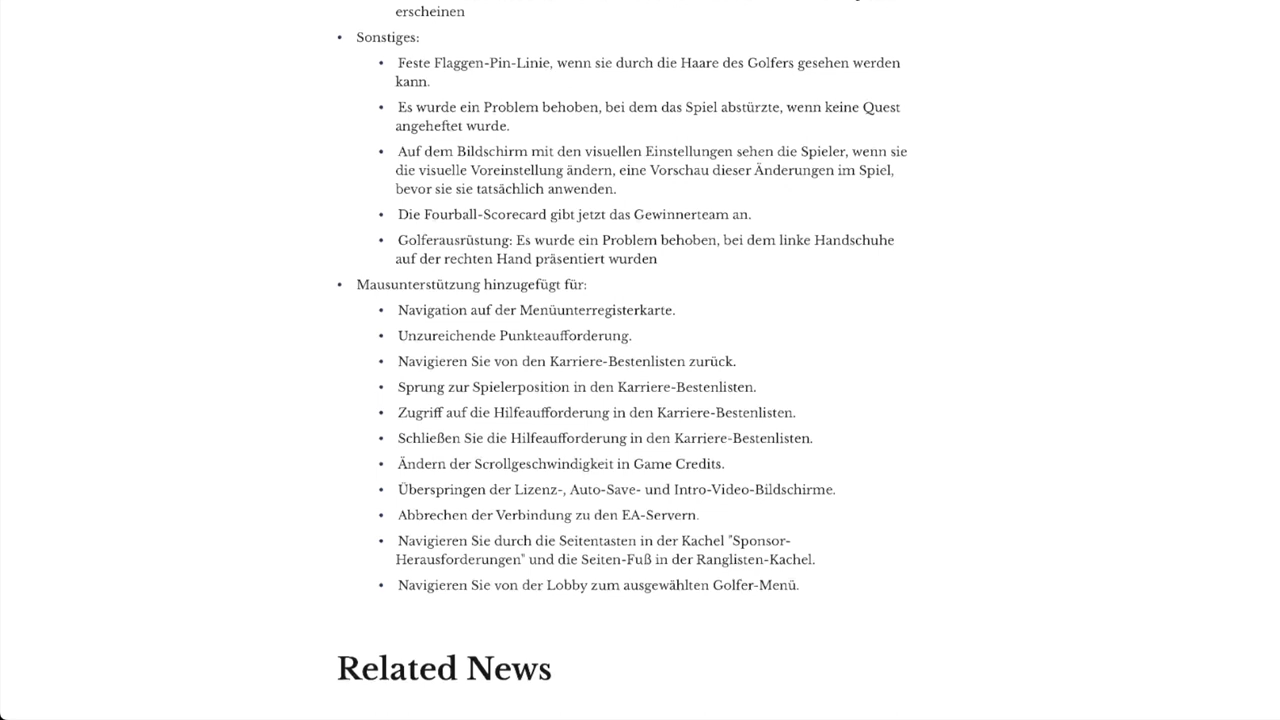 erscheinen
• Sonstiges:
• Feste Flaggen-Pin-Linie, wenn sie durch die Haare des Golfers gesehen werden
kann.
• Es wurde ein Problem behoben, bei dem das Spiel abstürzte, wenn keine Quest
angeheftet wurde.
• Auf dem Bildschirm mit den visuellen Einstellungen sehen die Spieler, wenn sie
die visuelle Voreinstellung ändern, eine Vorschau dieser Änderungen im Spiel,
bevor sie sie tatsächlich anwenden.
• Die Fourball-Scorecard gibt jetzt das Gewinnerteam an.
• Golferausrüstung: Es wurde ein Problem behoben, bei dem linke Handschuhe
auf der rechten Hand präsentiert wurden
• Mausunterstützung hinzugefügt für:
• Navigation auf der Menüunterregisterkarte.
• Unzureichende Punkteaufforderung.
• Navigieren Sie von den Karriere-Bestenlisten zurück.
• Sprung zur Spielerposition in den Karriere-Bestenlisten.
• Zugriff auf die Hilfeaufforderung in den Karriere-Bestenlisten.
• Schließen Sie die Hilfeaufforderung in den Karriere-Bestenlisten.
• Ändern der Scrollgeschwindigkeit in Game Credits.
• Überspringen der Lizenz-, Auto-Save- und Intro-Video-Bildschirme.
• Abbrechen der Verbindung zu den EA-Servern.
• Navigieren Sie durch die Seitentasten in der Kachel "Sponsor-
Herausforderungen" und die Seiten-Fuß in der Ranglisten-Kachel.
• Navigieren Sie von der Lobby zum ausgewählten Golfer-Menü.
Related News